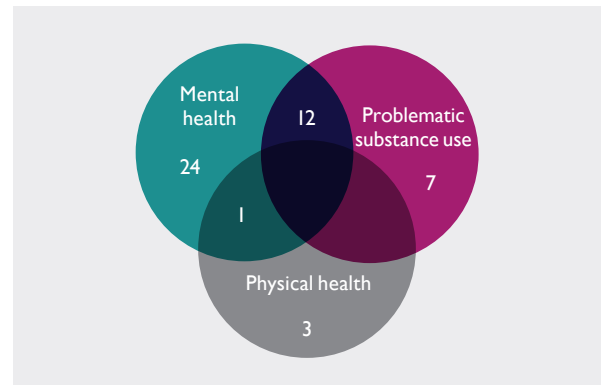 Mental
health
12
Problematic
substance use
24
7
1
Physical health
3